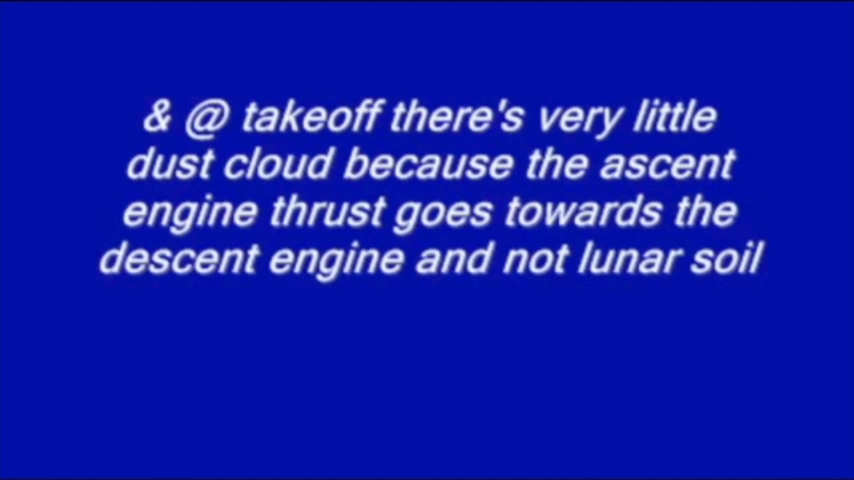 & @ takeoff there's very little
dust cloud because the ascent
engine thrust goes towards the
descent engine and not lunar soil